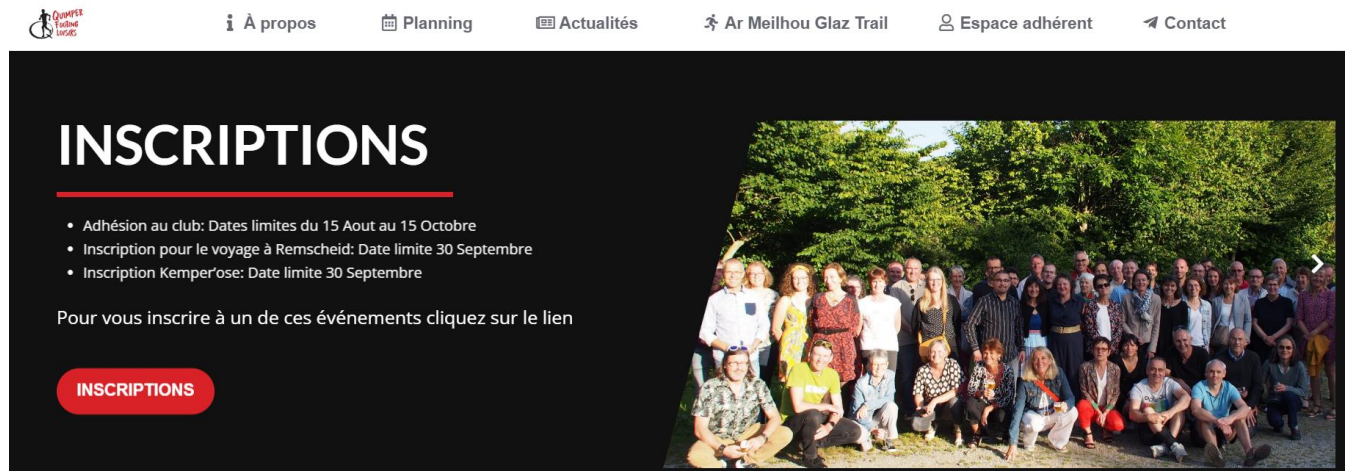 QUIMPER
FOOTING
LOISIRS
À propos
Planning
Actualités
Ar Meilhou Glaz Trail
Espace adhérent
Contact
INSCRIPTIONS
• Adhésion au club: Dates limites du 15 Aout au 15 Octobre
• Inscription pour le voyage à Remscheid: Date limite 30 Septembre
• Inscription Kemper'ose: Date limite 30 Septembre
Pour vous inscrire à un de ces événements cliquez sur le lien
INSCRIPTIONS